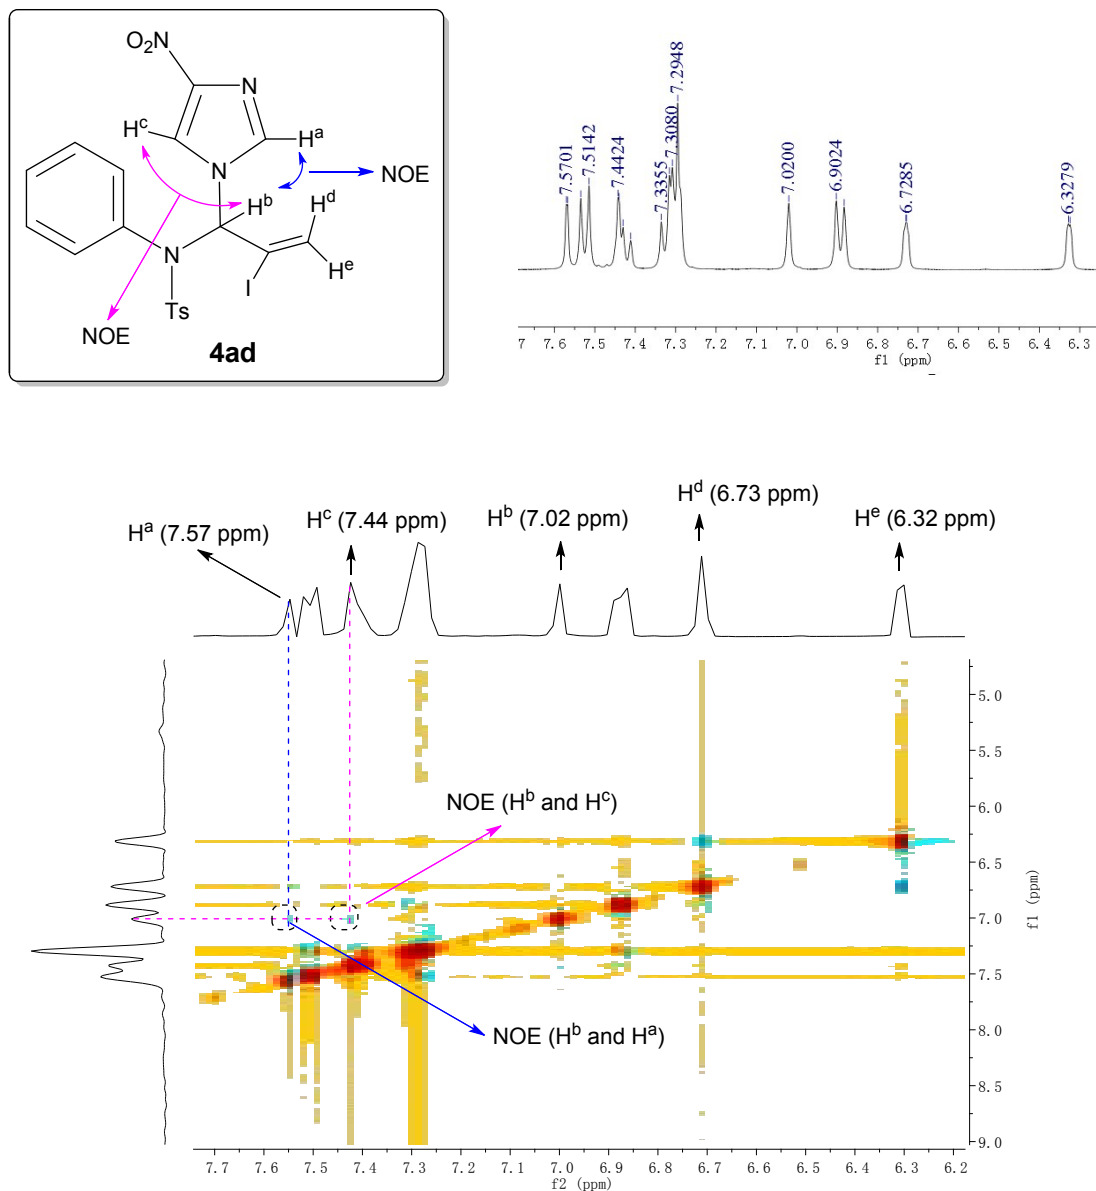 O₂N
N
Hᶜ
Hᵃ
N
NOE
Hᵇ
Hᵈ
N
Hᵉ
I
Ts
NOE
4ad
7.5701
7.5142
7.4424
7.3355
7.3080
7.2948
7.0200
6.9024
6.7285
6.3279
7 7.6 7.5 7.4 7.3 7.2 7.1 7.0 6.9 6.8 6.7 6.6 6.5 6.4 6.3
f1 (ppm)
Hᵃ (7.57 ppm)
Hᶜ (7.44 ppm)
Hᵇ (7.02 ppm)
Hᵈ (6.73 ppm)
Hᵉ (6.32 ppm)
NOE (Hᵇ and Hᶜ)
NOE (Hᵇ and Hᵃ)
5.0
5.5
6.0
6.5
7.0
7.5
8.0
8.5
9.0
f1 (ppm)
7.7 7.6 7.5 7.4 7.3 7.2 7.1 7.0 6.9 6.8 6.7 6.6 6.5 6.4 6.3 6.2
f2 (ppm)